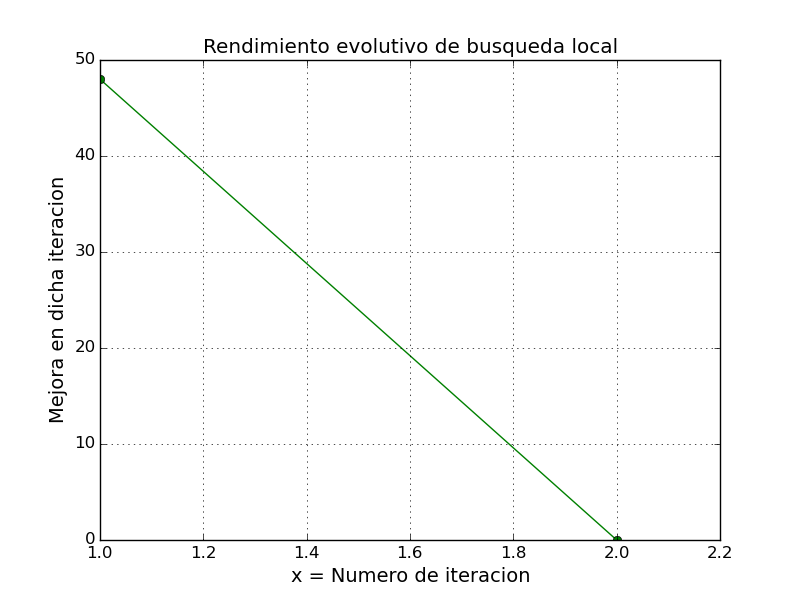 Rendimiento evolutivo de busqueda local
50
40
30
20
10
0
Mejora en dicha iteracion
1.0 1.2 1.4 1.6 1.8 2.0 2.2
x = Numero de iteracion